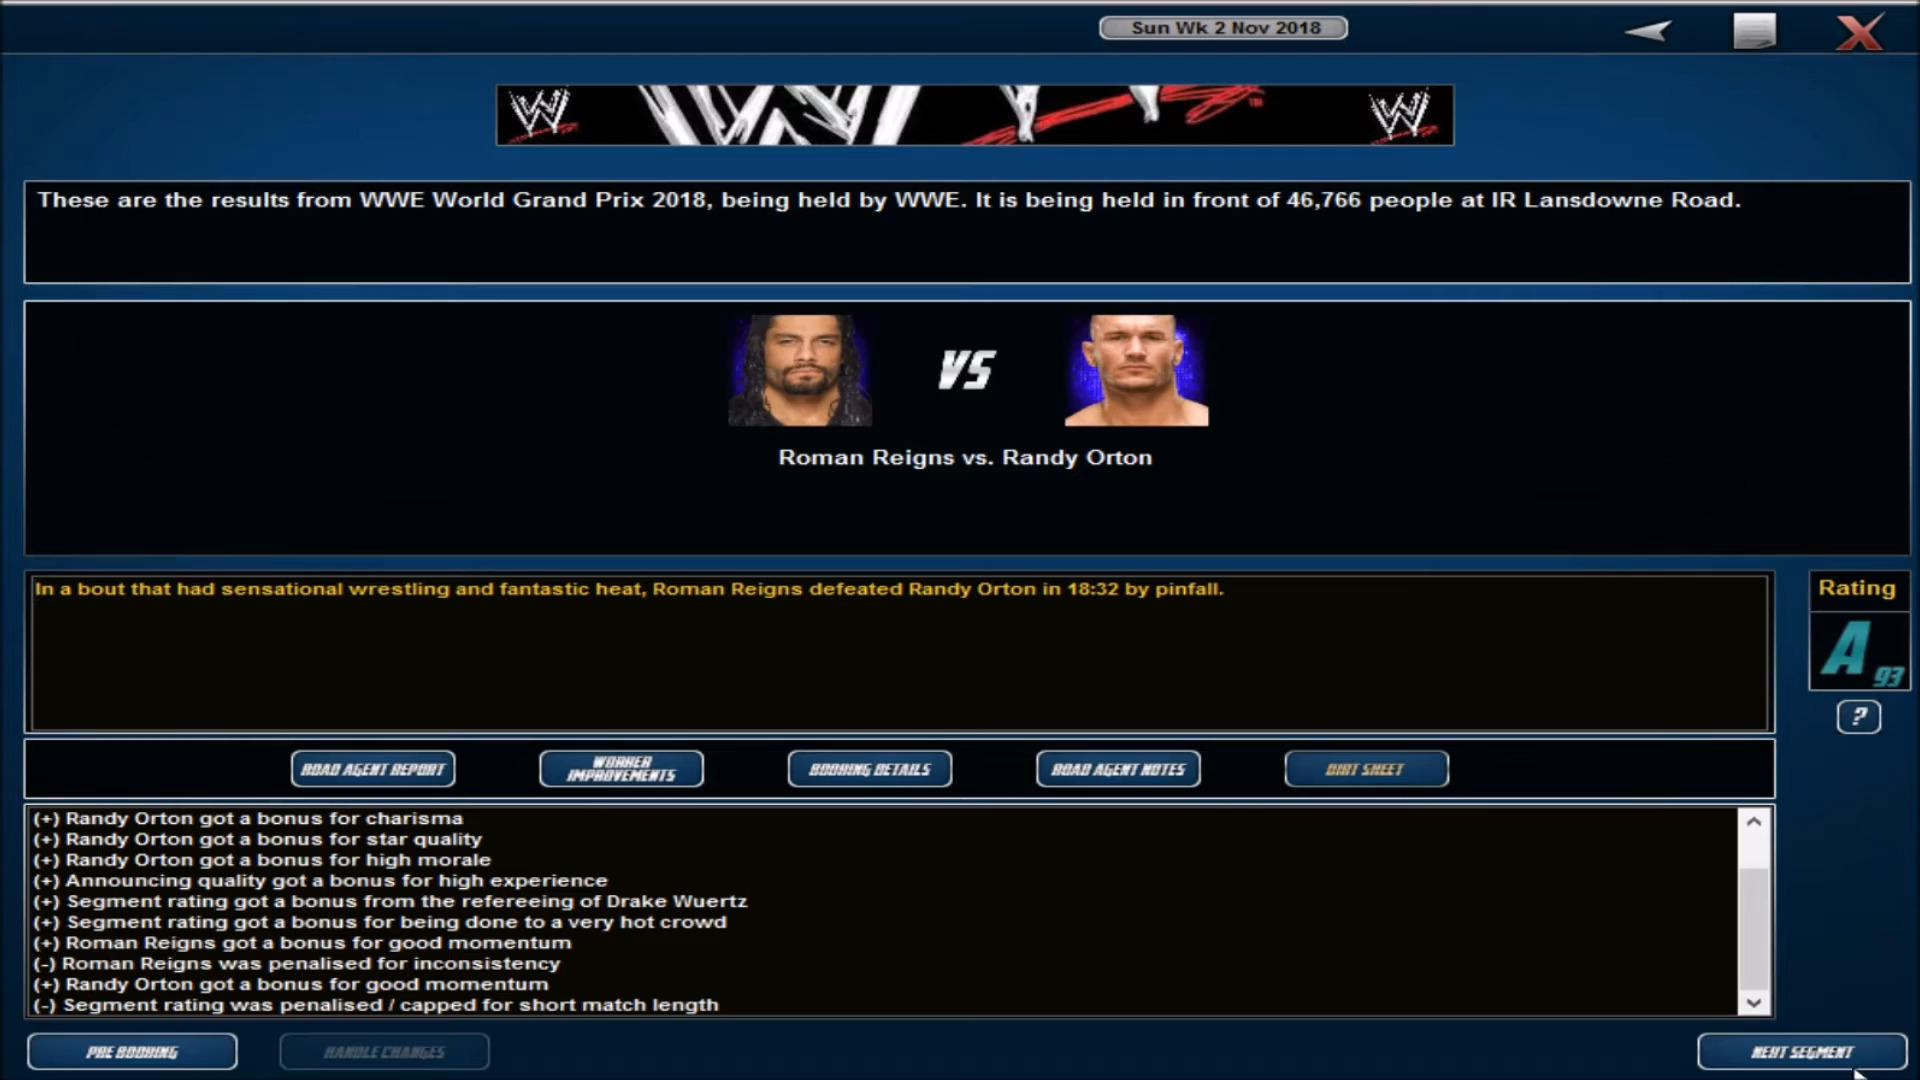 Sun Wk 2 Nov 2018
These are the results from WWE World Grand Prix 2018, being held by WWE. It is being held in front of 46,766 people at IR Lansdowne Road.
VS
Roman Reigns vs. Randy Orton
In a bout that had sensational wrestling and fantastic heat, Roman Reigns defeated Randy Orton in 18:32 by pinfall.
Rating
A 93
?
ROAD AGENT REPORT
WORKER IMPROVEMENTS
BOOKING DETAILS
ROAD AGENT NOTES
DIRT SHEET
(+) Randy Orton got a bonus for charisma
(+) Randy Orton got a bonus for star quality
(+) Randy Orton got a bonus for high morale
(+) Announcing quality got a bonus for high experience
(+) Segment rating got a bonus from the refereeing of Drake Wuertz
(+) Segment rating got a bonus for being done to a very hot crowd
(+) Roman Reigns got a bonus for good momentum
(-) Roman Reigns was penalised for inconsistency
(+) Randy Orton got a bonus for good momentum
(-) Segment rating was penalised / capped for short match length
PRE BOOKING
HANDLE CHANGES
NEXT SEGMENT